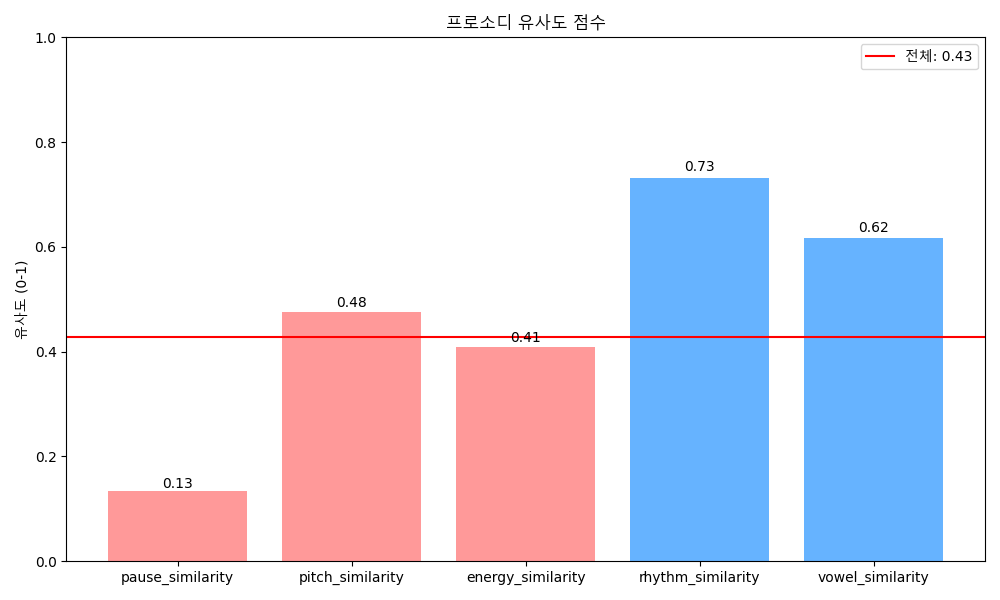 프로소디 유사도 점수
전체: 0.43
유사도 (0-1)
1.0
0.8
0.6
0.4
0.2
0.0
0.13
0.48
0.41
0.73
0.62
pause_similarity
pitch_similarity
energy_similarity
rhythm_similarity
vowel_similarity